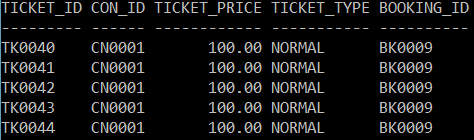 TICKET_ID CON_ID TICKET_PRICE TICKET_TYPE BOOKING_ID
--------- ------ ------------ ----------- ----------
TK0040    CN0001       100.00 NORMAL      BK0009
TK0041    CN0001       100.00 NORMAL      BK0009
TK0042    CN0001       100.00 NORMAL      BK0009
TK0043    CN0001       100.00 NORMAL      BK0009
TK0044    CN0001       100.00 NORMAL      BK0009